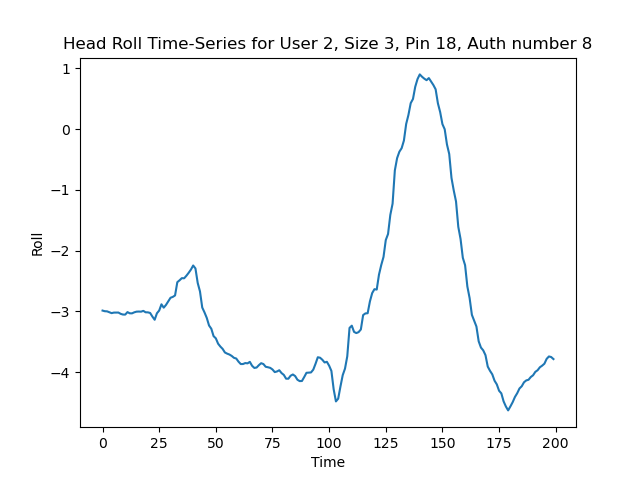 Head Roll Time-Series for User 2, Size 3, Pin 18, Auth number 8
1
0
−1
−2
−3
−4
Roll
0 25 50 75 100 125 150 175 200
Time